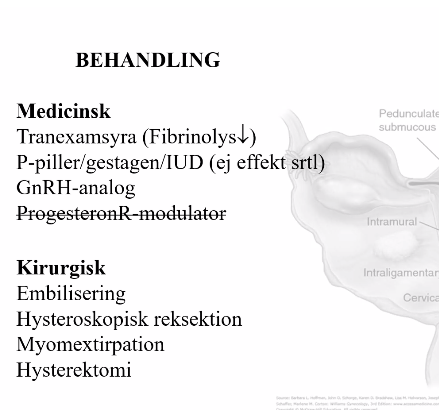 BEHANDLING
Medicinsk
Tranexamsyra (Fibrinolys↓)
P-piller/gestagen/IUD (ej effekt srtl)
GnRH-analog
ProgesteronR-modulator
Kirurgisk
Embilisering
Hysteroskopisk reksektion
Myomextirpation
Hysterektomi
Pedunculate
submucous
Intramural
Intraligamentar
Cervica